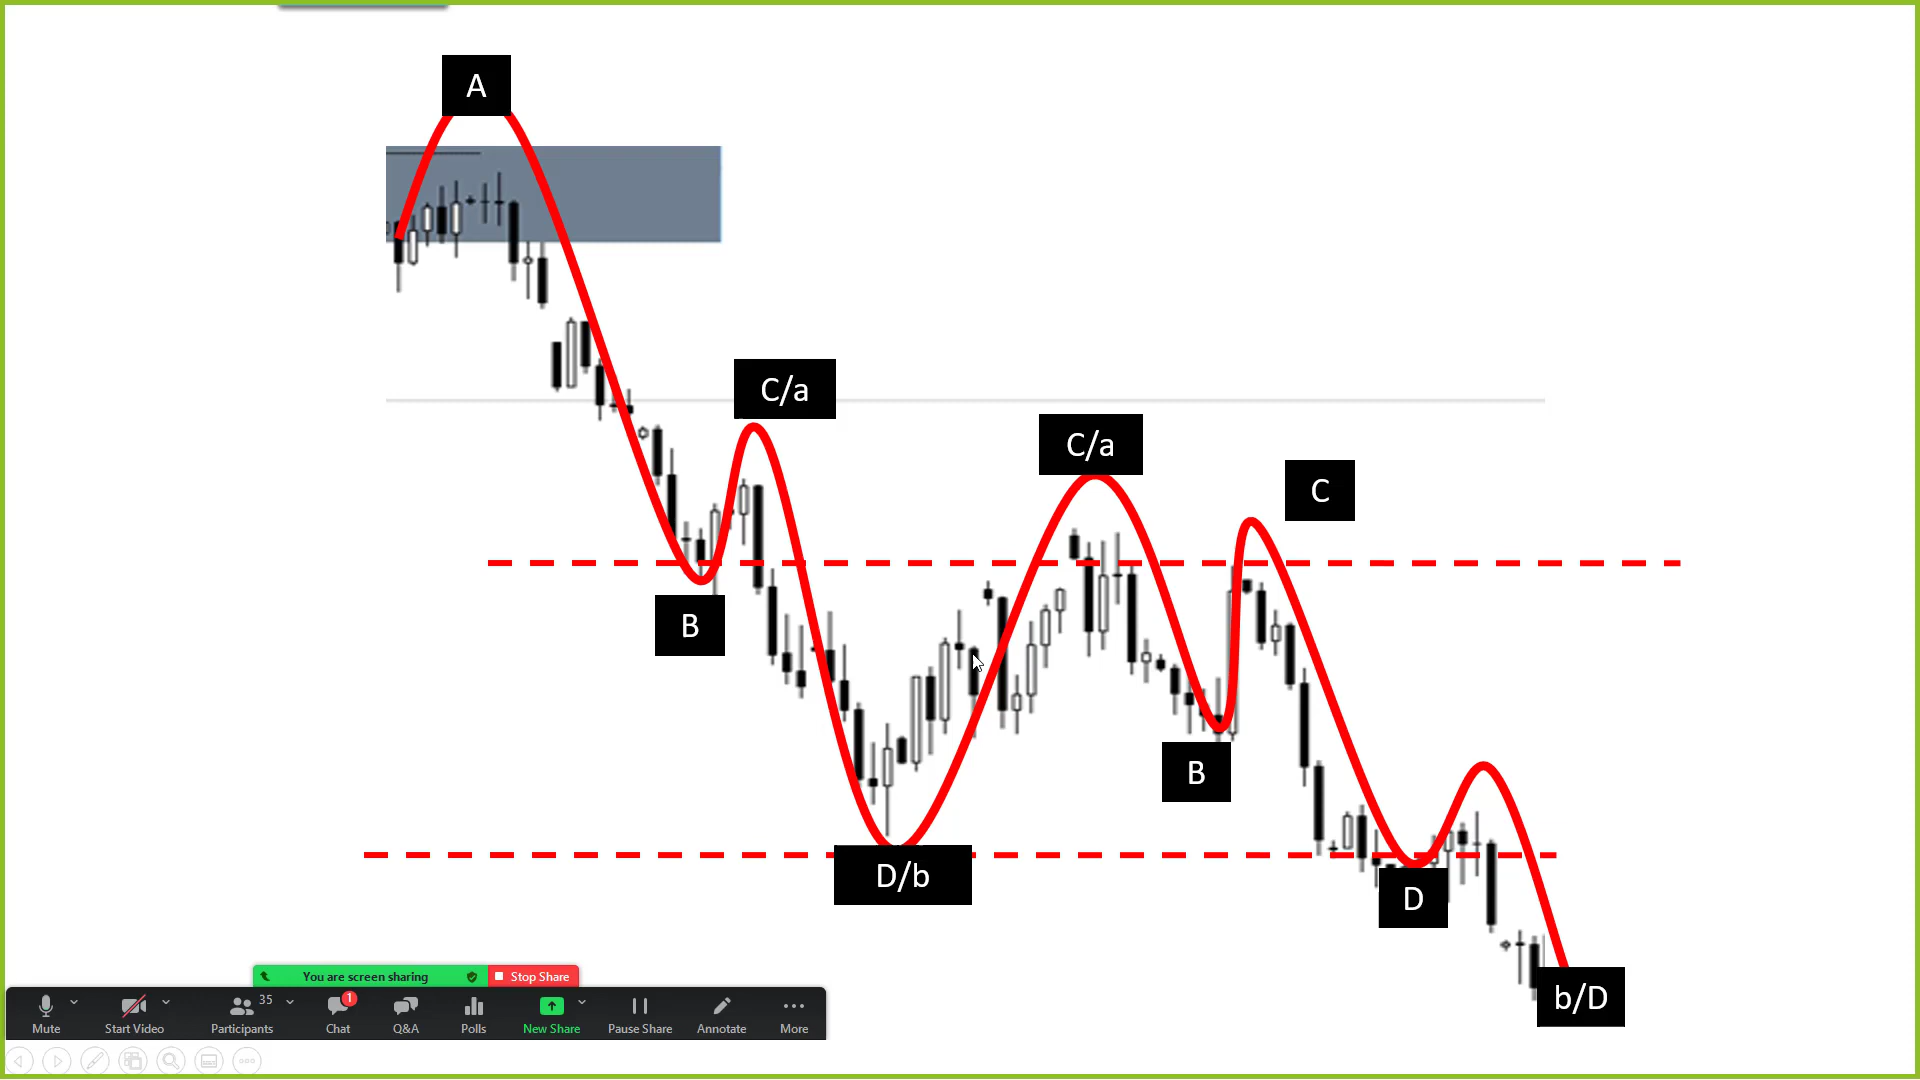 A
C/a
C/a
C
B
B
D/b
D
b/D
You are screen sharing
Stop Share
35
1
Mute
Start Video
Participants
Chat
Q&A
Polls
New Share
Pause Share
Annotate
More